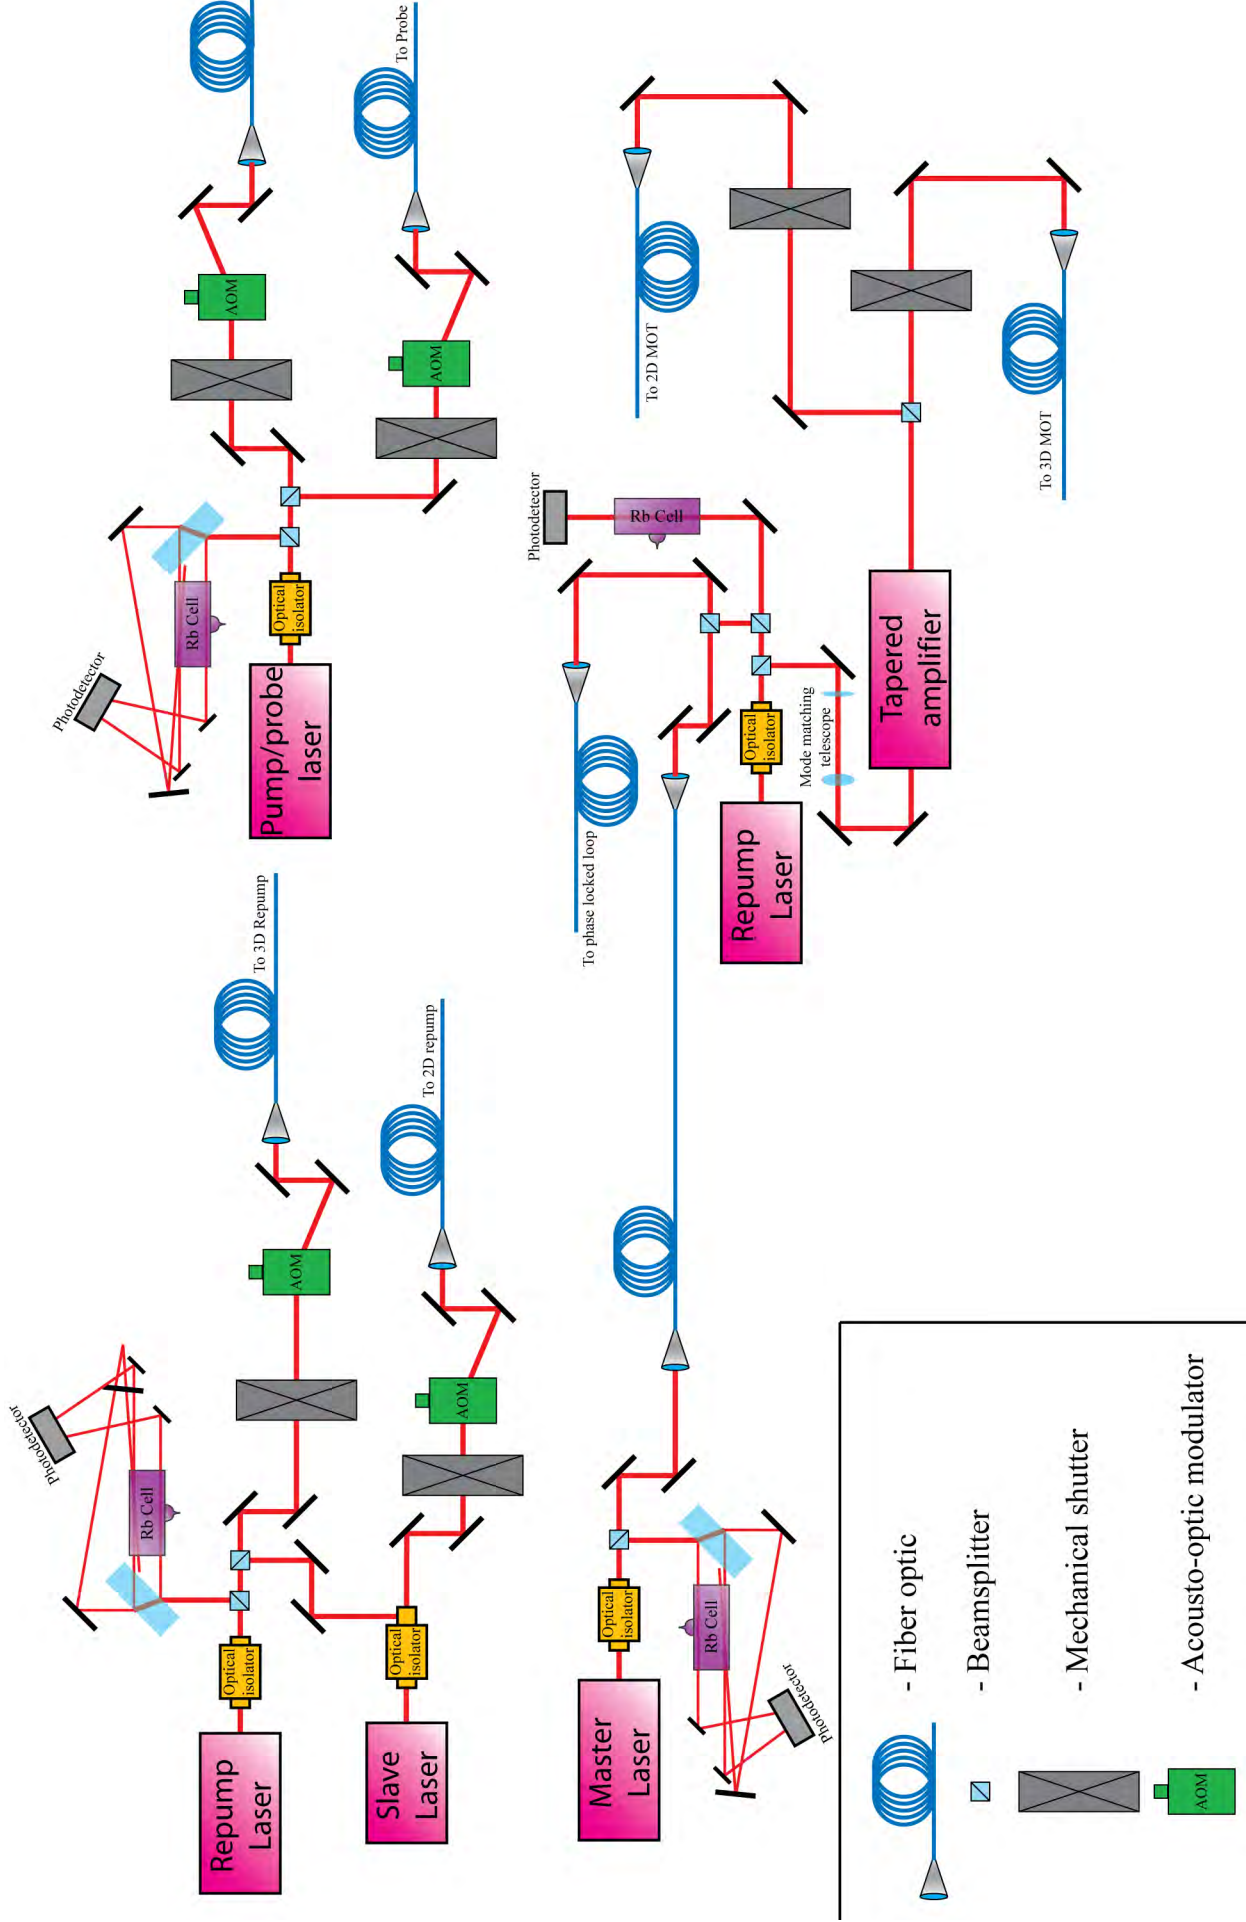 To Probe
AOM
AOM
Photodetector
Rb Cell
Optical
isolator
Pump/probe
laser
To 2D MOT
To 3D MOT
Photodetector
Rb Cell
Optical
isolator
Mode matching
telescope
Tapered
amplifier
Repump
Laser
To phase locked loop
To 3D Repump
To 2D repump
AOM
AOM
Photodetector
Rb Cell
Optical
isolator
Optical
isolator
Repump
Laser
Slave
Laser
Optical
isolator
Rb Cell
Photodetector
Master
Laser
- Fiber optic
- Beamsplitter
- Mechanical shutter
- Acousto-optic modulator
AOM